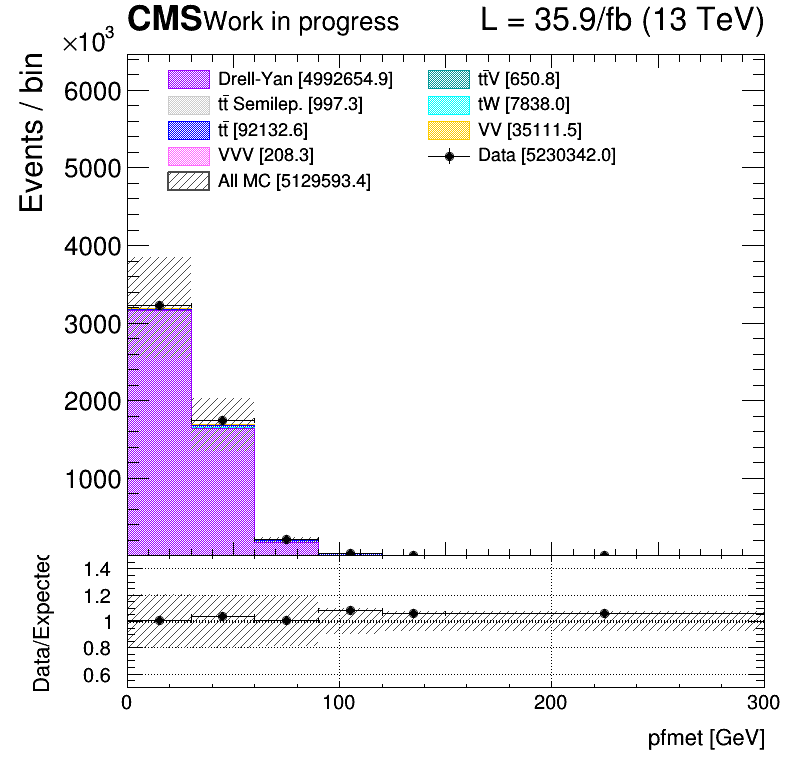 CMS Work in progress L = 35.9/fb (13 TeV)
×10³
Events / bin
6000
5000
4000
3000
2000
1000
Drell-Yan [4992654.9]
tt̄ Semilep. [997.3]
tt̄ [92132.6]
VVV [208.3]
All MC [5129593.4]
tt̄V [650.8]
tW [7838.0]
VV [35111.5]
Data [5230342.0]
Data/Expected
1.4
1.2
1
0.8
0.6
0 100 200 300
pfmet [GeV]